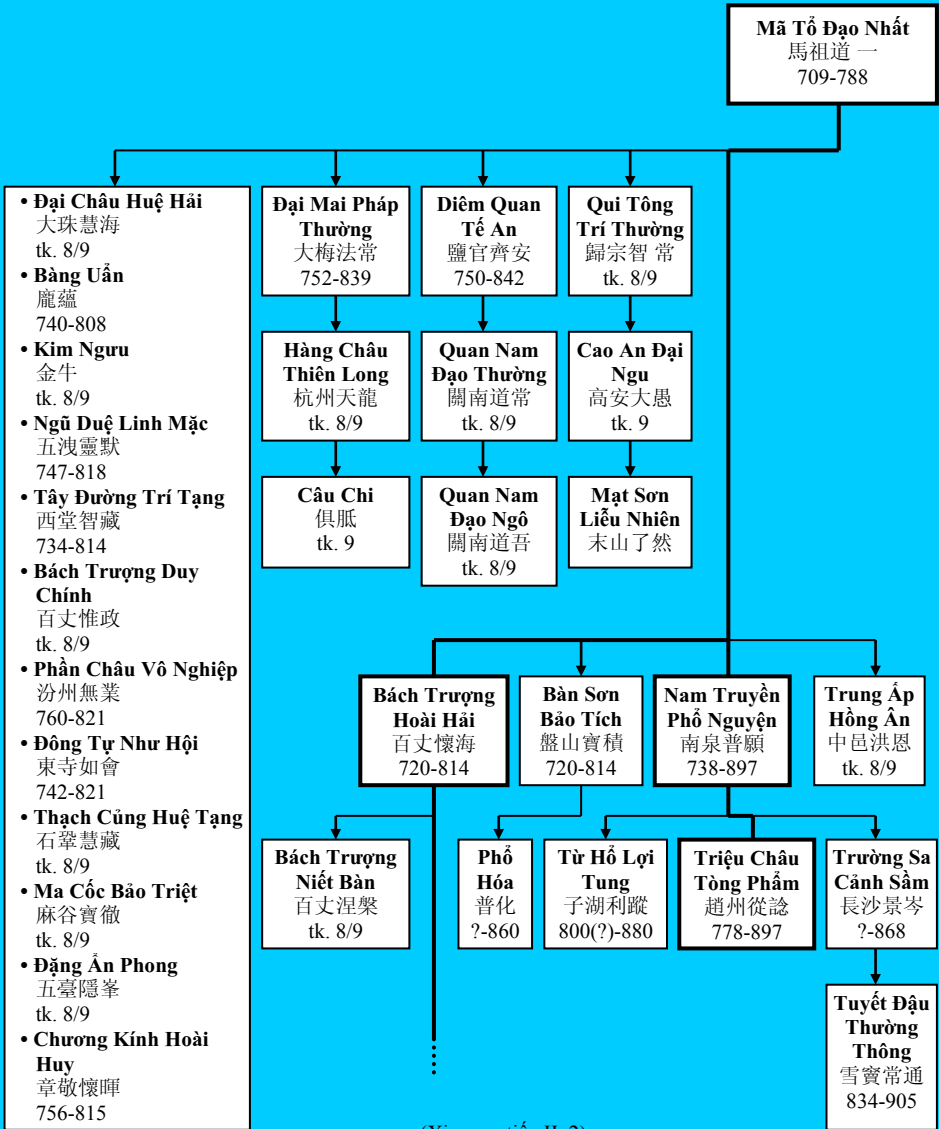 Mã Tổ Đạo Nhất
馬祖道 一
709-788
• Đại Châu Huệ Hải
大珠慧海
tk. 8/9
• Bàng Uẩn
龐蘊
740-808
• Kim Ngưu
金牛
tk. 8/9
• Ngũ Duệ Linh Mặc
五洩靈默
747-818
• Tây Đường Trí Tạng
西堂智藏
734-814
• Bách Trượng Duy
Chính
百丈惟政
tk. 8/9
• Phần Châu Vô Nghiệp
汾州無業
760-821
• Đông Tự Như Hội
東寺如會
742-821
• Thạch Củng Huệ Tạng
石鞏慧藏
tk. 8/9
• Ma Cốc Bảo Triệt
麻谷寶徹
tk. 8/9
• Đặng Ẩn Phong
五臺隱峯
tk. 8/9
• Chương Kính Hoài
Huy
章敬懷暉
756-815
Đại Mai Pháp
Thường
大梅法常
752-839
Diêm Quan
Tế An
鹽官齊安
750-842
Qui Tông
Trí Thường
歸宗智 常
tk. 8/9
Hàng Châu
Thiên Long
杭州天龍
tk. 8/9
Quan Nam
Đạo Thường
關南道常
tk. 8/9
Cao An Đại
Ngu
高安大愚
tk. 9
Câu Chi
俱胝
tk. 9
Quan Nam
Đạo Ngô
關南道吾
tk. 8/9
Mạt Sơn
Liễu Nhiên
末山了然
Bách Trượng
Hoài Hải
百丈懷海
720-814
Bàn Sơn
Bảo Tích
盤山寶積
720-814
Nam Truyền
Phổ Nguyện
南泉普願
738-897
Trung Ấp
Hồng Ân
中邑洪恩
tk. 8/9
Bách Trượng
Niết Bàn
百丈涅槃
tk. 8/9
Phổ
Hóa
普化
?-860
Từ Hổ Lợi
Tung
子湖利蹤
800(?)-880
Triệu Châu
Tòng Phẩm
趙州從諗
778-897
Trường Sa
Cảnh Sầm
長沙景岑
?-868
Tuyết Đậu
Thường
Thông
雪竇常通
834-905